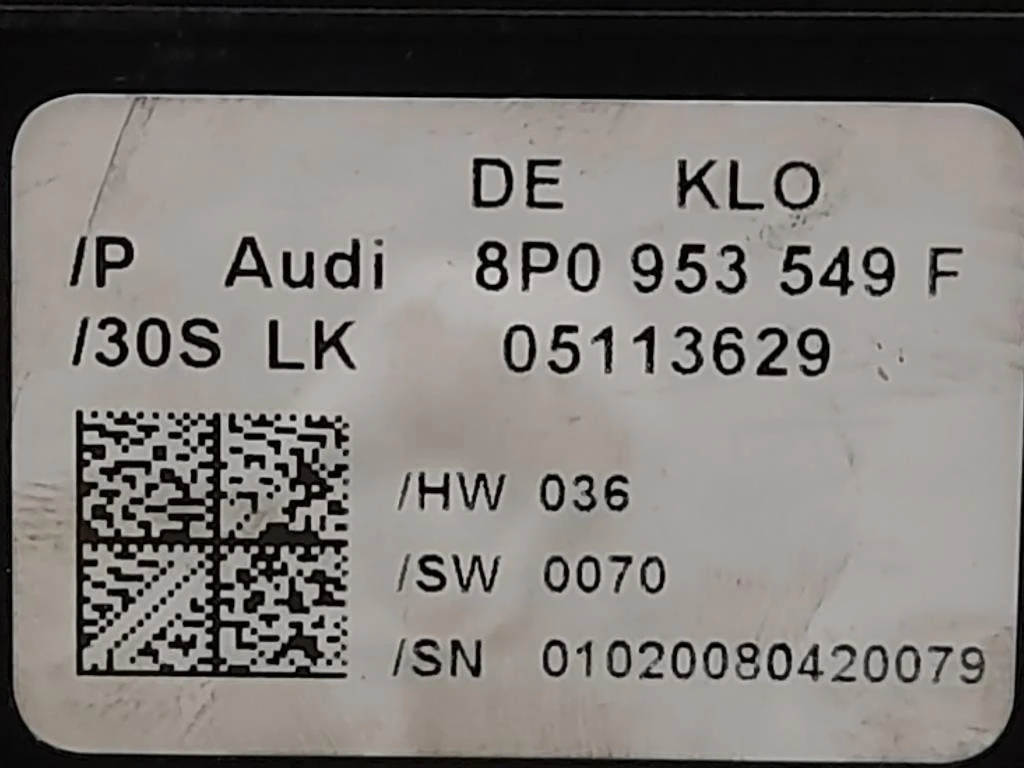 DE KLO
/P Audi 8P0 953 549 F
/30S LK 05113629
/HW 036
/SW 0070
/SN 01020080420079